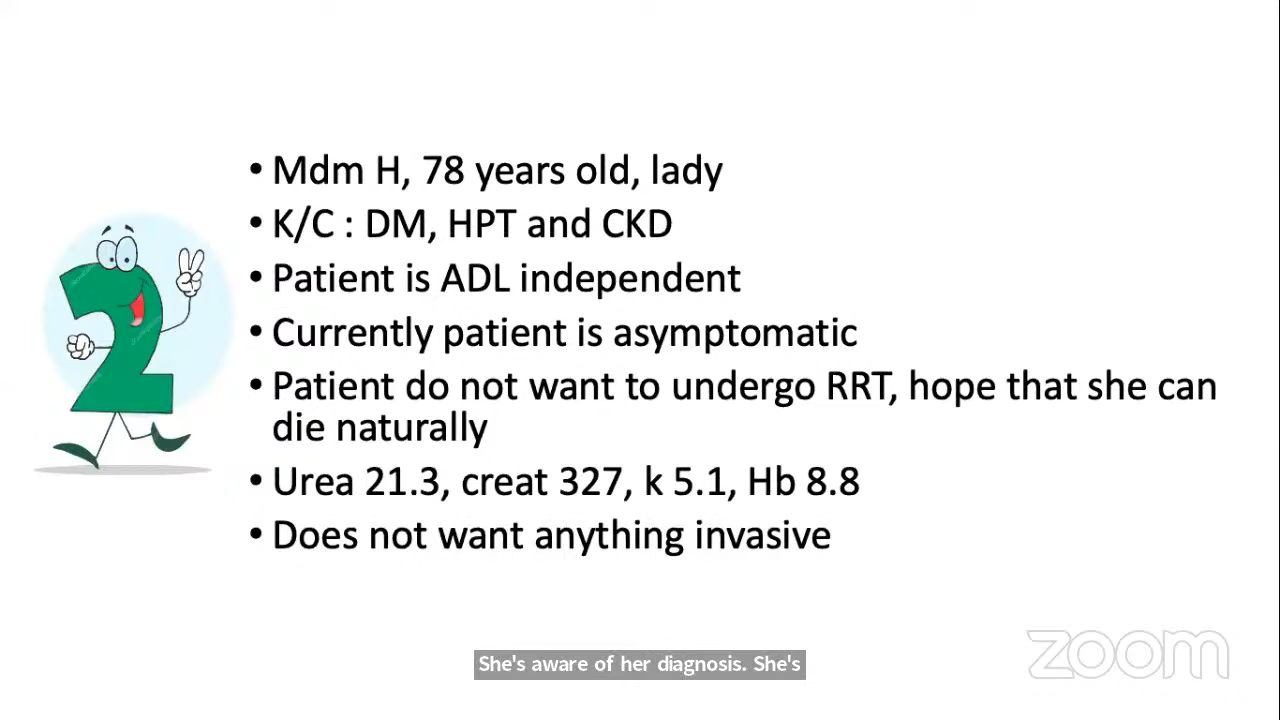 • Mdm H, 78 years old, lady
• K/C : DM, HPT and CKD
• Patient is ADL independent
• Currently patient is asymptomatic
• Patient do not want to undergo RRT, hope that she can
die naturally
• Urea 21.3, creat 327, k 5.1, Hb 8.8
• Does not want anything invasive
She's aware of her diagnosis. She's
zoom